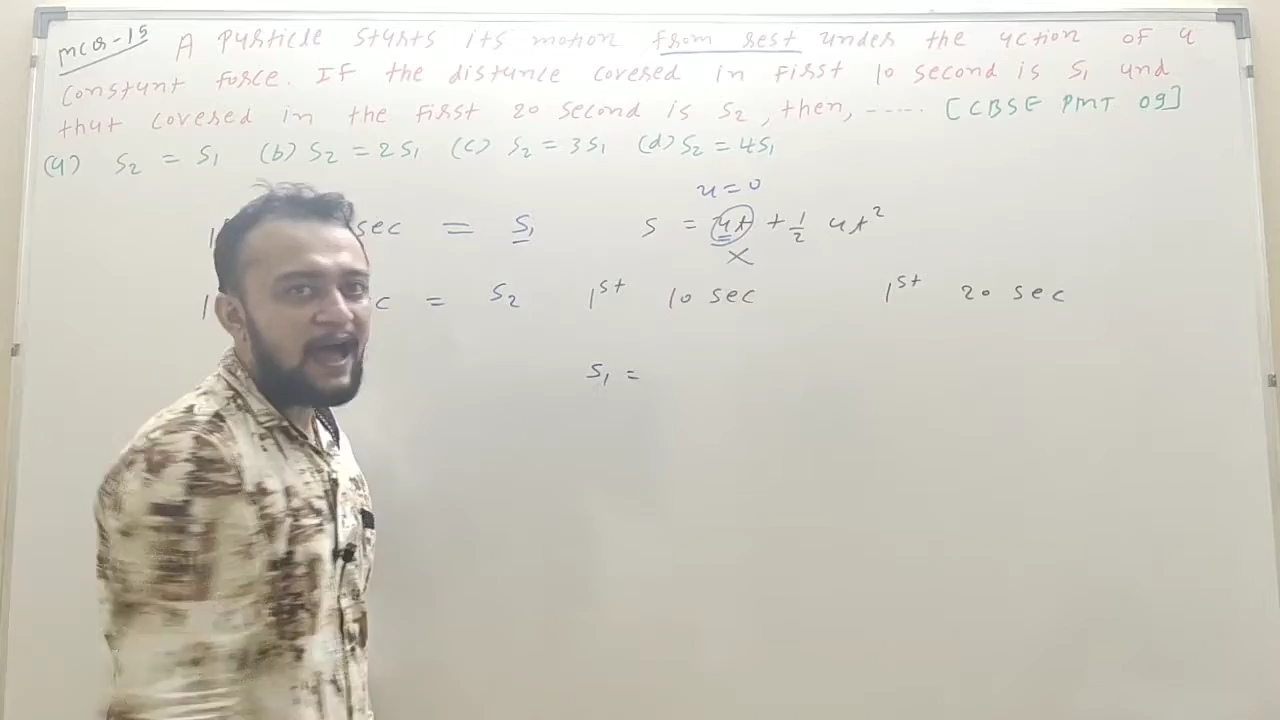 MCQ-15 A particle starts its motion from rest under the action of a
constant force. If the distance covered in first 10 second is S₁ and
that covered in the first 20 second is S₂, then, ..... [CBSE PMT 09]
(a) S₂ = S₁ (b) S₂ = 2S₁ (c) S₂ = 3S₁ (d) S₂ = 4S₁
u = 0
sec = S₁ S = ut + 1/2 at²
X
= S₂ 1st 10 sec 1st 20 sec
S₁ =